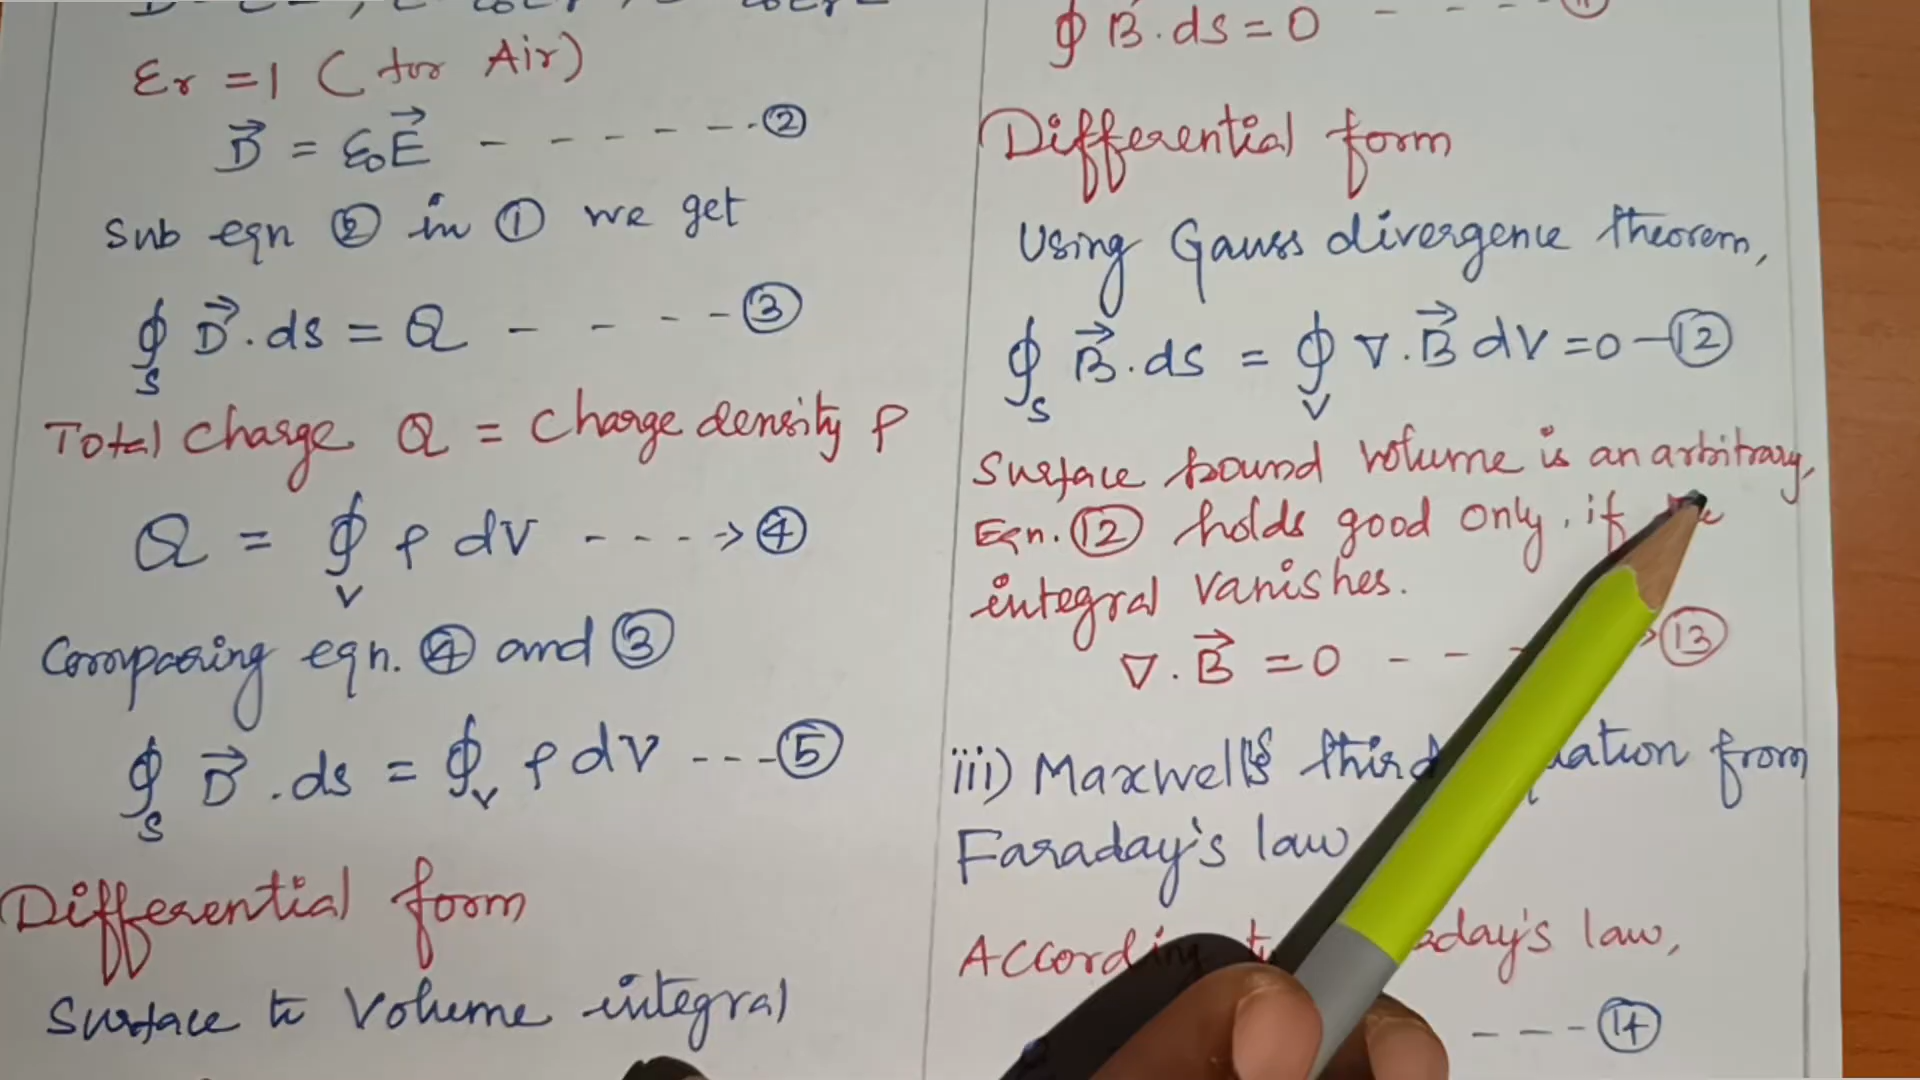 εr = 1 (for Air)
D⃗ = ε₀E⃗ - - - - - - ②
Sub eqn ② in ① we get
∮s D⃗ . ds = Q - - - - ③
Total charge Q = Charge density ρ
Q = ∮v ρ dV - - - -> ④
Comparing eqn. ④ and ③
∮s D⃗ . ds = ∮v ρ dV - - - ⑤
Differential form
Surface to Volume integral
∮ B . ds = 0 - - - -
Differential form
Using Gauss divergence theorem,
∮s B⃗ . ds = ∮v ∇ . B⃗ dV = 0 - ⑫
Surface bound volume is an arbitrary,
Eqn. ⑫ holds good only, if
integral vanishes.
∇ . B⃗ = 0 - - - > ⑬
iii) Maxwell's third from
Faraday's law
According law,
- - - ⑭